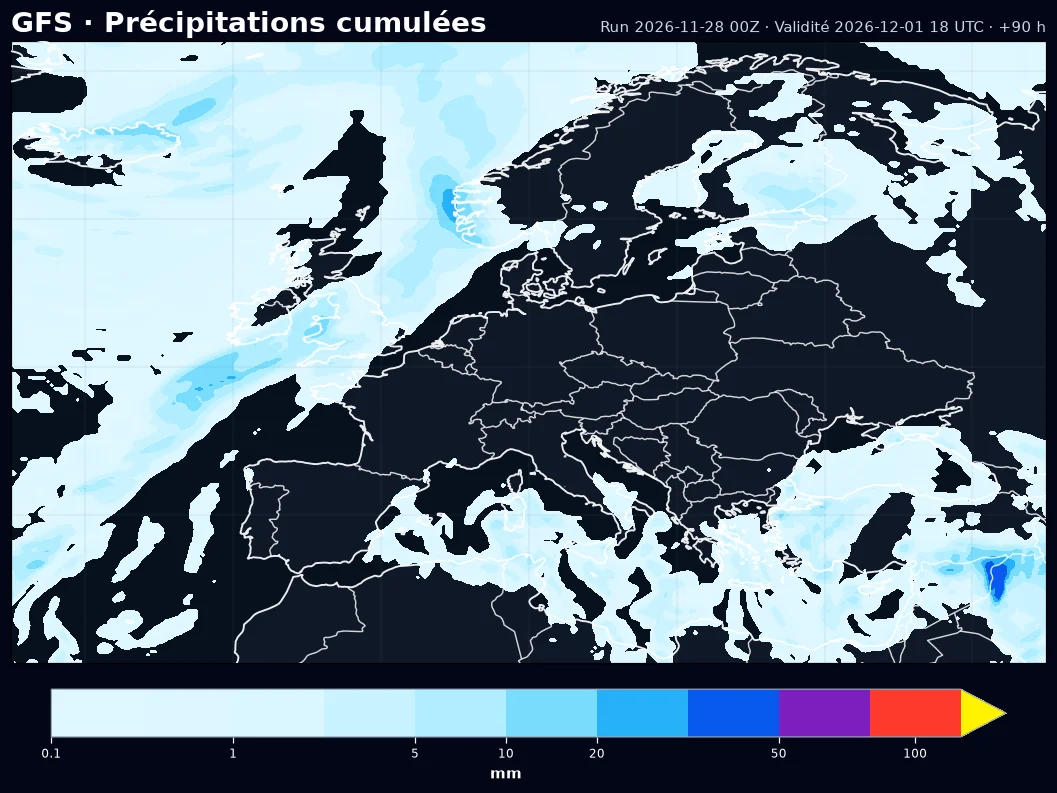 GFS · Précipitations cumulées
Run 2026-11-28 00Z · Validité 2026-12-01 18 UTC · +90 h
0.1 1 5 10 20 50 100
mm